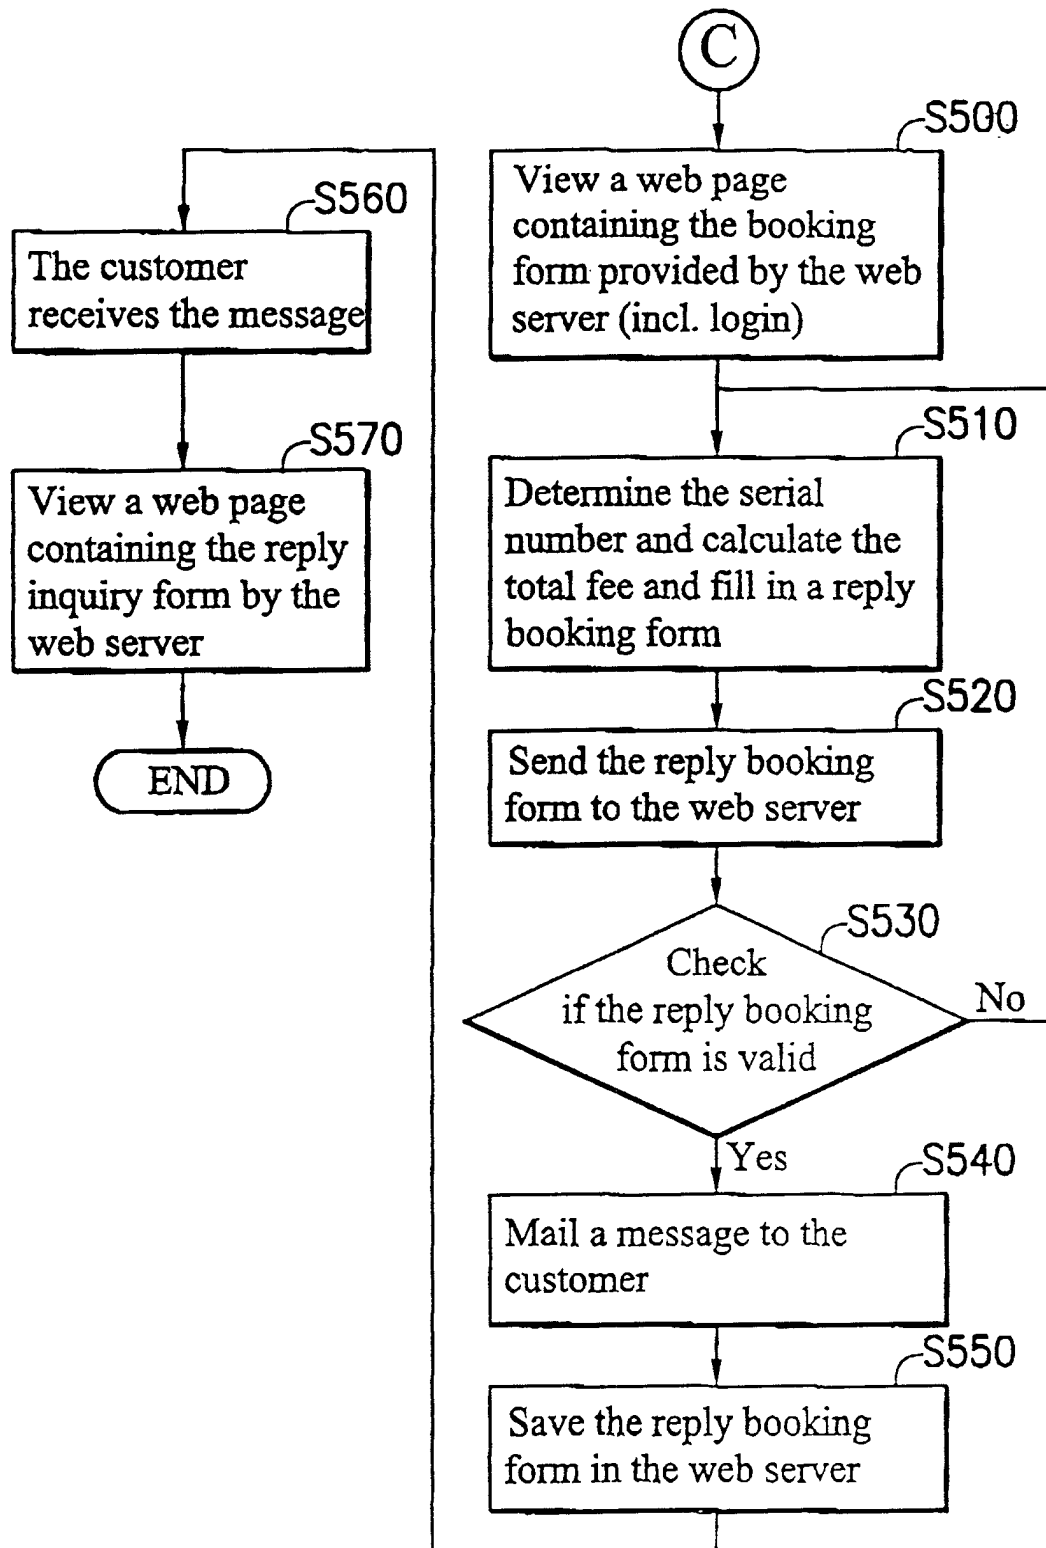 C
S500
View a web page
containing the booking
form provided by the web
server (incl. login)
S510
Determine the serial
number and calculate the
total fee and fill in a reply
booking form
S520
Send the reply booking
form to the web server
S530
Check
if the reply booking
form is valid
No
Yes
S540
Mail a message to the
customer
S550
Save the reply booking
form in the web server
S560
The customer
receives the message
S570
View a web page
containing the reply
inquiry form by the
web server
END